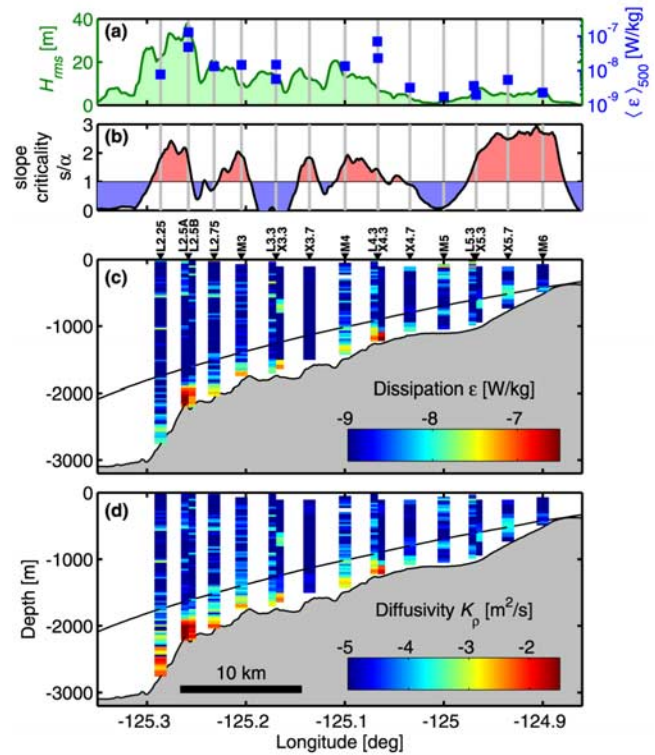 (a)
H_rms [m]
40
20
0
10^-7
10^-8
10^-9
⟨ε⟩_500 [W/kg]
(b)
slope criticality s/α
3
2
1
0
L2.25
L2.5A
L2.5B
L2.75
M3
L3.3
X3.3
X3.7
M4
L4.3
X4.3
X4.7
M5
L5.3
X5.3
X5.7
M6
(c)
0
-1000
-2000
-3000
Dissipation ε [W/kg]
-9 -8 -7
(d)
Depth [m]
0
-1000
-2000
-3000
Diffusivity K_ρ [m²/s]
-5 -4 -3 -2
10 km
-125.3 -125.2 -125.1 -125 -124.9
Longitude [deg]